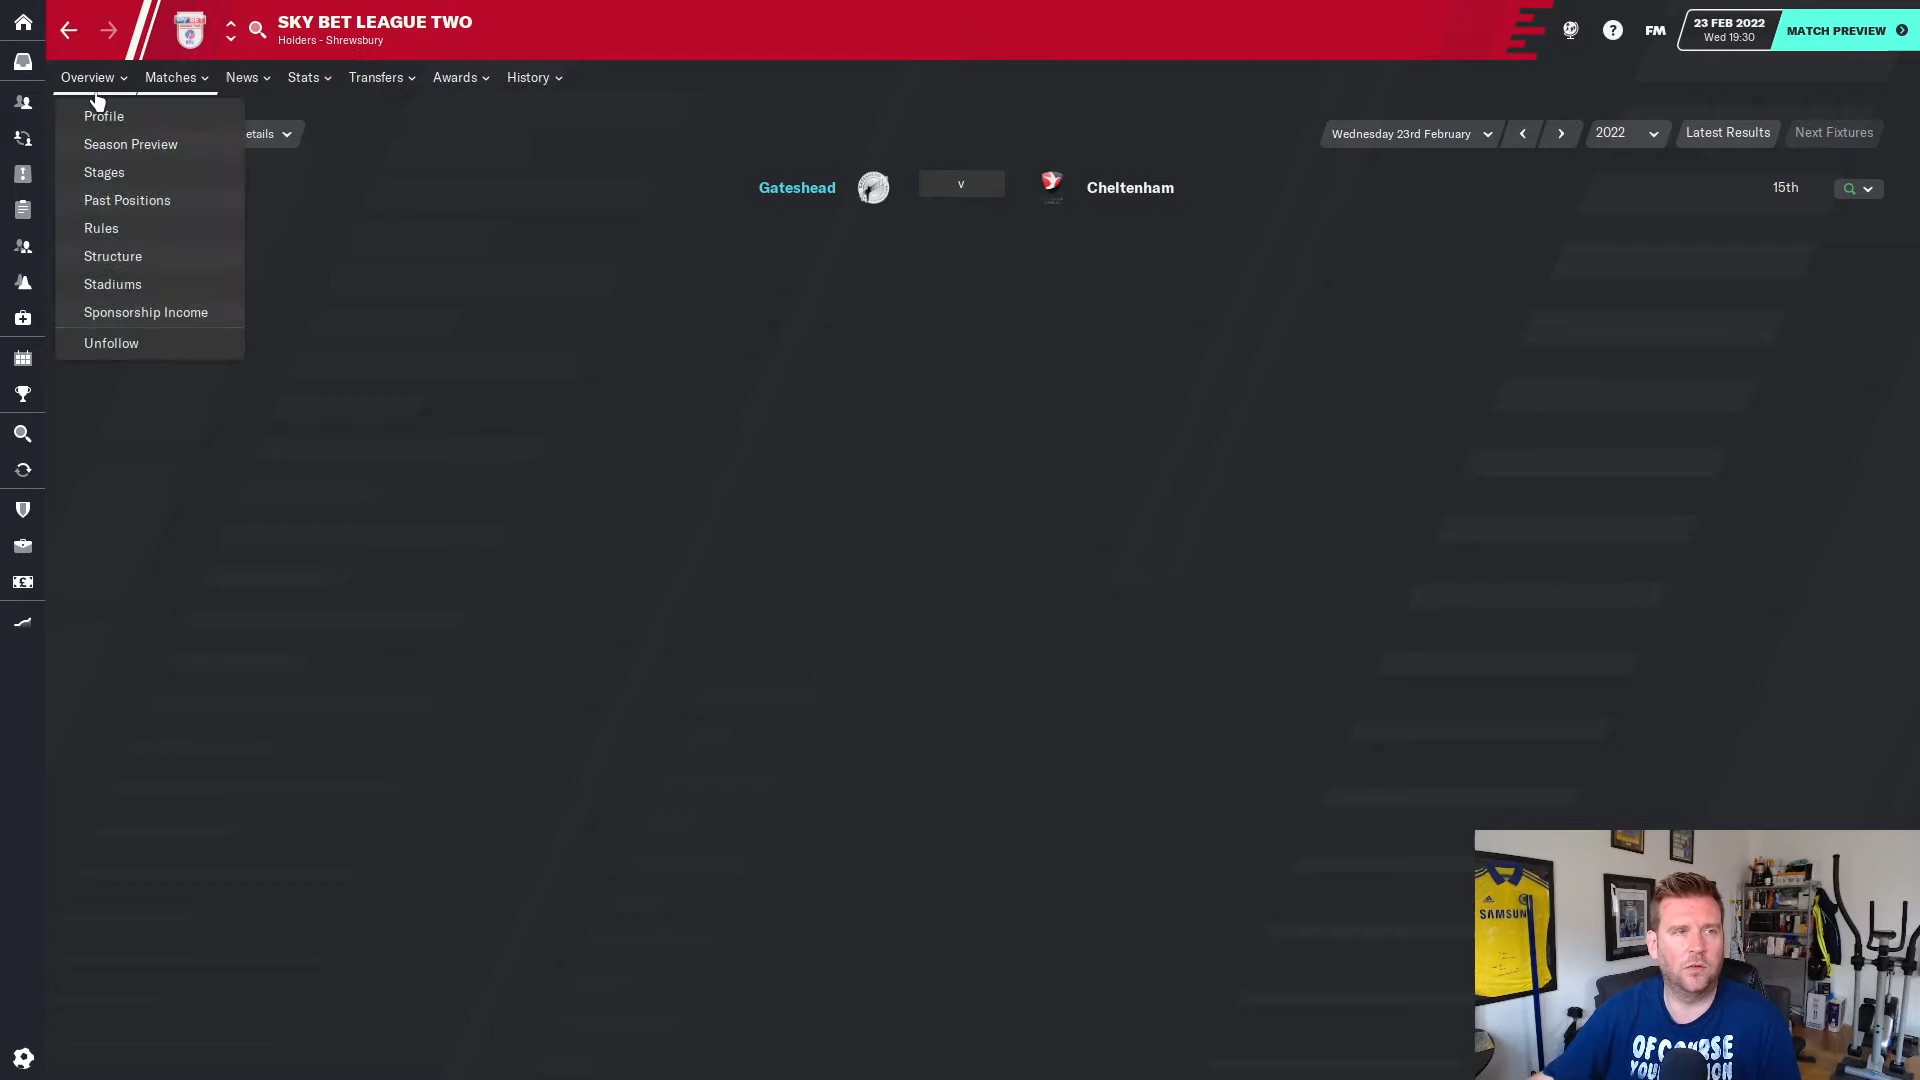 SKY BET LEAGUE TWO
Holders - Shrewsbury
FM
23 FEB 2022
Wed 19:30
MATCH PREVIEW
Overview
Matches
News
Stats
Transfers
Awards
History
Profile
Season Preview
Stages
Past Positions
Rules
Structure
Stadiums
Sponsorship Income
Unfollow
etails
Wednesday 23rd February
2022
Latest Results
Next Fixtures
Gateshead
v
Cheltenham
15th
SAMSUN
OF COURSE